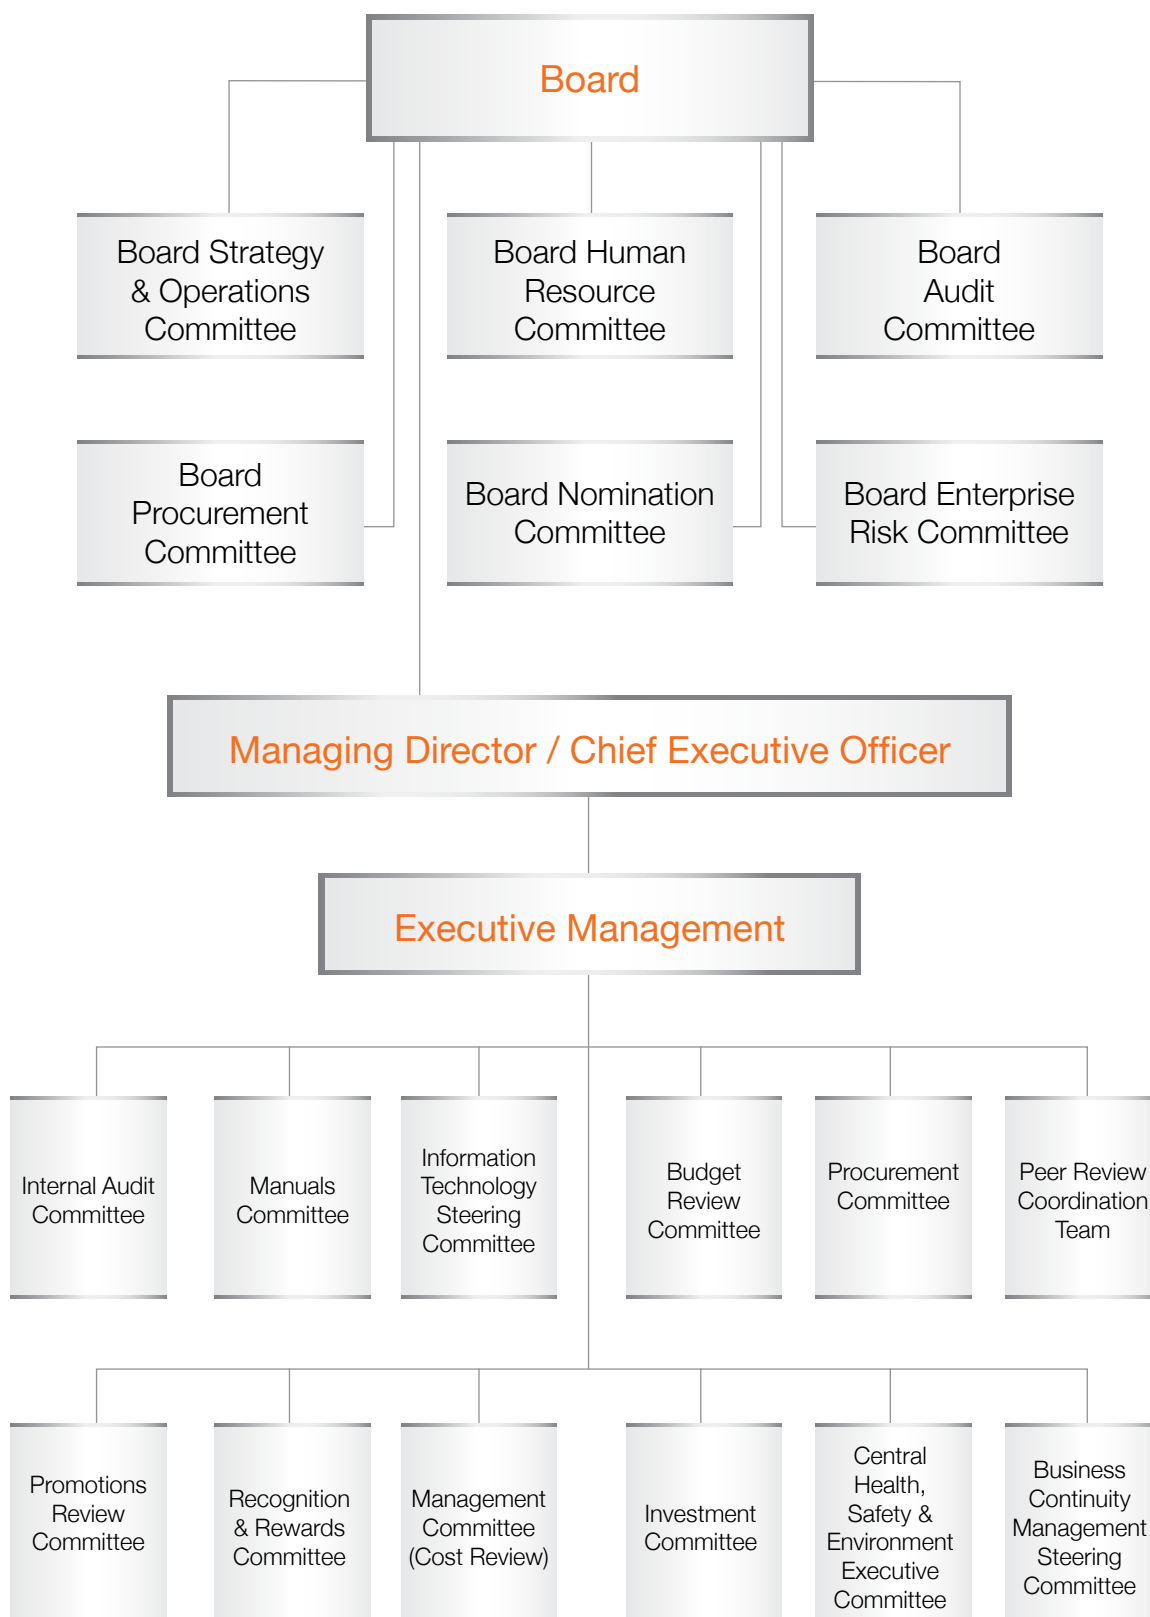 Board
Board Strategy
& Operations
Committee
Board Human
Resource
Committee
Board
Audit
Committee
Board
Procurement
Committee
Board Nomination
Committee
Board Enterprise
Risk Committee
Managing Director / Chief Executive Officer
Executive Management
Internal Audit
Committee
Manuals
Committee
Information
Technology
Steering
Committee
Budget
Review
Committee
Procurement
Committee
Peer Review
Coordination
Team
Promotions
Review
Committee
Recognition
& Rewards
Committee
Management
Committee
(Cost Review)
Investment
Committee
Central
Health,
Safety &
Environment
Executive
Committee
Business
Continuity
Management
Steering
Committee